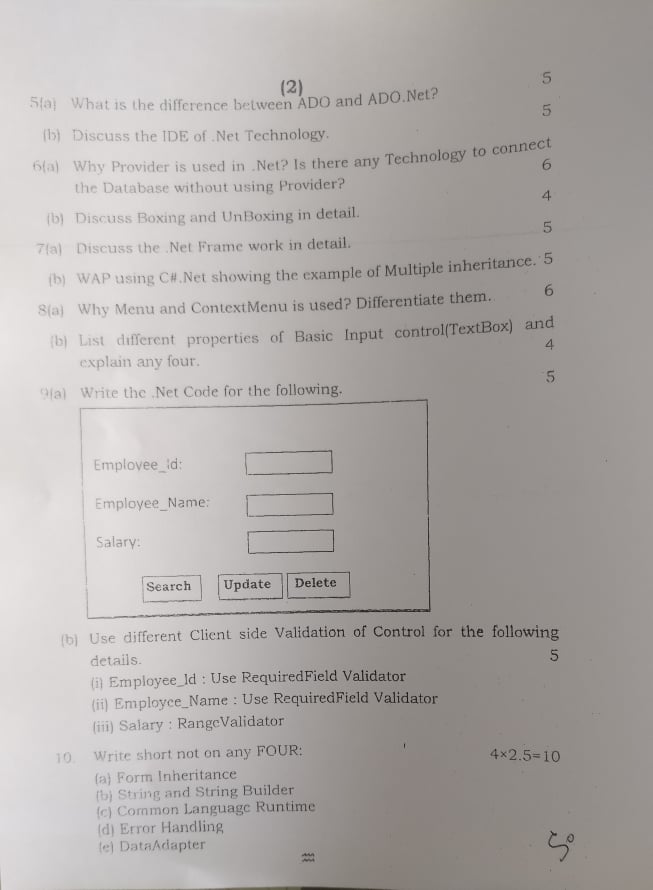 (2)
5(a) What is the difference between ADO and ADO.Net? 5
(b) Discuss the IDE of .Net Technology. 5
6(a) Why Provider is used in .Net? Is there any Technology to connect
the Database without using Provider? 6
(b) Discuss Boxing and UnBoxing in detail. 4
7(a) Discuss the .Net Frame work in detail. 5
(b) WAP using C#.Net showing the example of Multiple inheritance. 5
8(a) Why Menu and ContextMenu is used? Differentiate them. 6
(b) List different properties of Basic Input control(TextBox) and
explain any four. 4
9(a) Write the .Net Code for the following. 5
Employee_Id:
Employee_Name:
Salary:
Search Update Delete
(b) Use different Client side Validation of Control for the following
details. 5
(i) Employee_Id : Use RequiredField Validator
(ii) Employee_Name : Use RequiredField Validator
(iii) Salary : RangeValidator
10. Write short not on any FOUR: 4×2.5=10
(a) Form Inheritance
(b) String and String Builder
(c) Common Language Runtime
(d) Error Handling
(e) DataAdapter